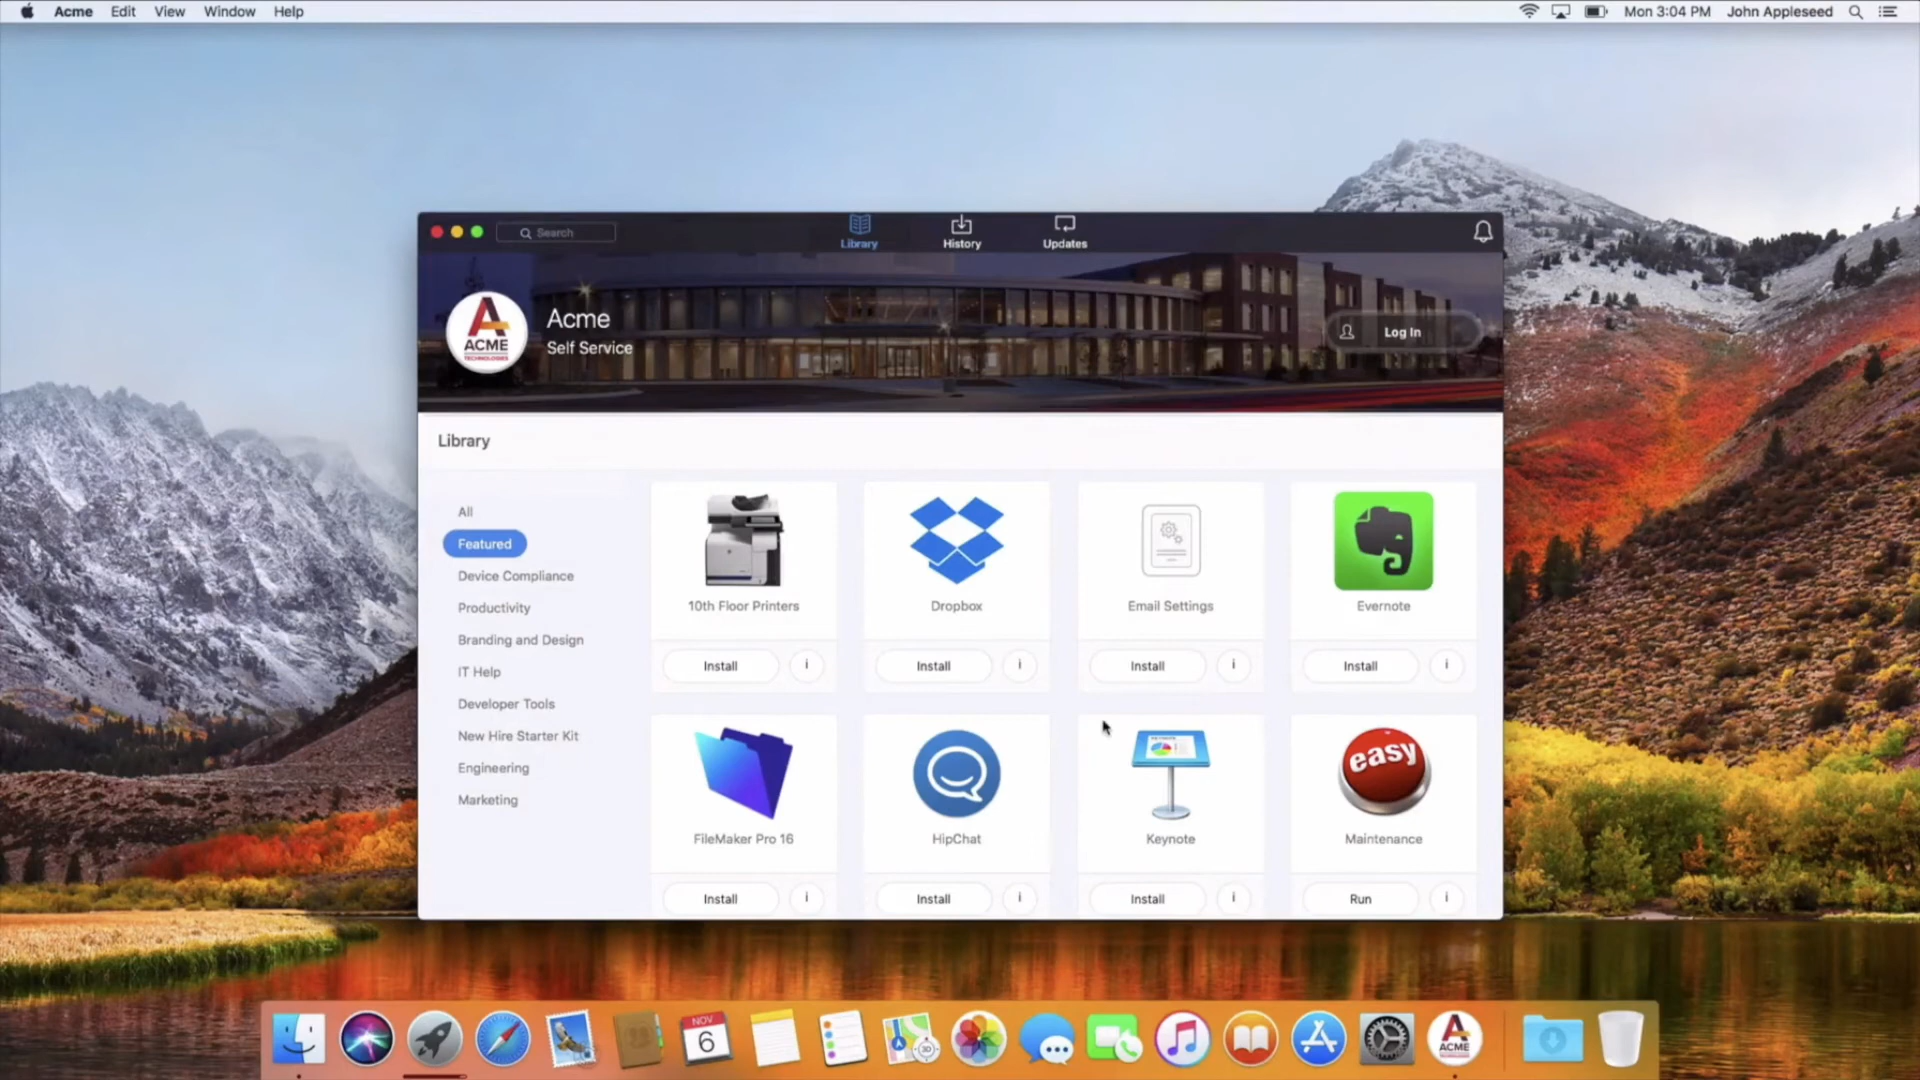 Acme Edit View Window Help
Mon 3:04 PM John Appleseed
Search
Library History Updates
A
ACME
TECHNOLOGIES
Acme
Self Service
Log In
Library
All
Featured
Device Compliance
Productivity
Branding and Design
IT Help
Developer Tools
New Hire Starter Kit
Engineering
Marketing
10th Floor Printers
Install i
Dropbox
Install i
Email Settings
Install i
Evernote
Install i
FileMaker Pro 16
Install i
HipChat
Install i
Keynote
Install i
easy
Maintenance
Run i
NOV
6
3D
A
ACME